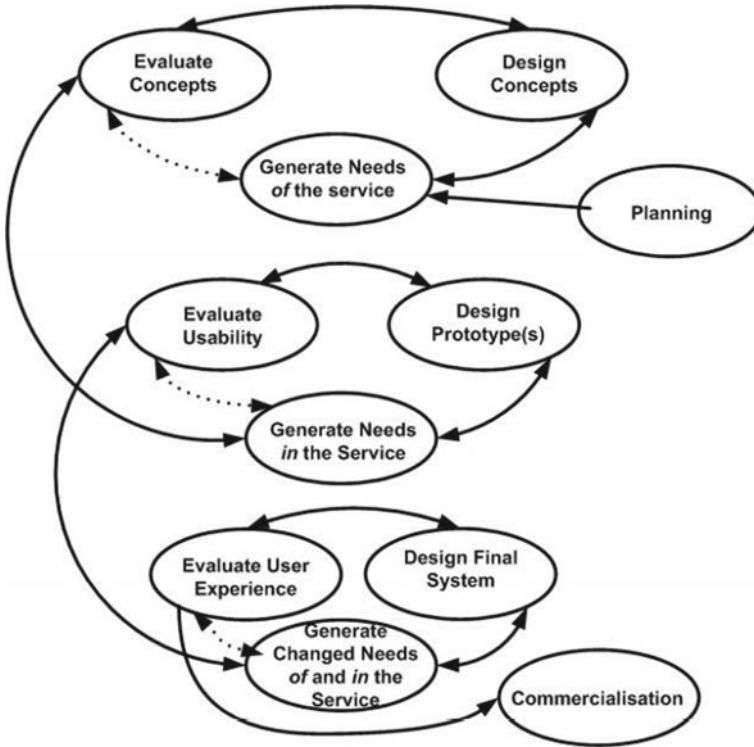 Evaluate
Concepts
Design
Concepts
Generate Needs
of the service
Planning
Evaluate
Usability
Design
Prototype(s)
Generate Needs
in the Service
Evaluate User
Experience
Design Final
System
Generate
Changed Needs
of and in the
Service
Commercialisation